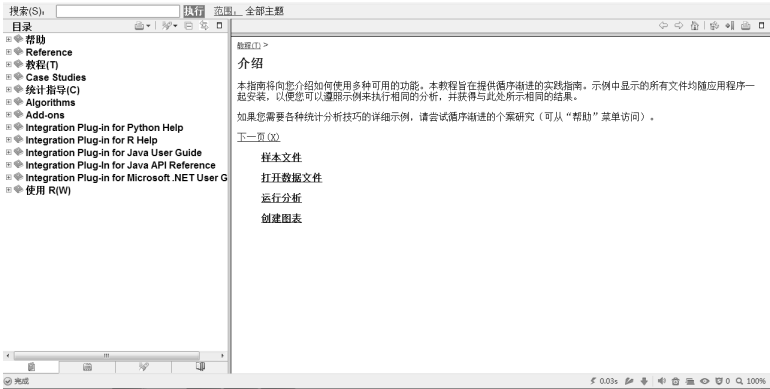 搜索(S): 执行 范围: 全部主题
目录
帮助
Reference
教程(T)
Case Studies
统计指导(C)
Algorithms
Add-ons
Integration Plug-in for Python Help
Integration Plug-in for R Help
Integration Plug-in for Java User Guide
Integration Plug-In for Java API Reference
Integration Plug-in for Microsoft .NET User G
使用 R(W)
教程(T) >
介绍
本指南将向您介绍如何使用多种可用的功能。本教程旨在提供循序渐进的实践指南。示例中显示的所有文件均随应用程序一
起安装，以便您可以遵照示例来执行相同的分析，并获得与此处所示相同的结果。
如果您需要各种统计分析技巧的详细示例，请尝试循序渐进的个案研究（可从“帮助”菜单访问）。
下一页(X)
样本文件
打开数据文件
运行分析
创建图表
完成 0.03s 0 100%